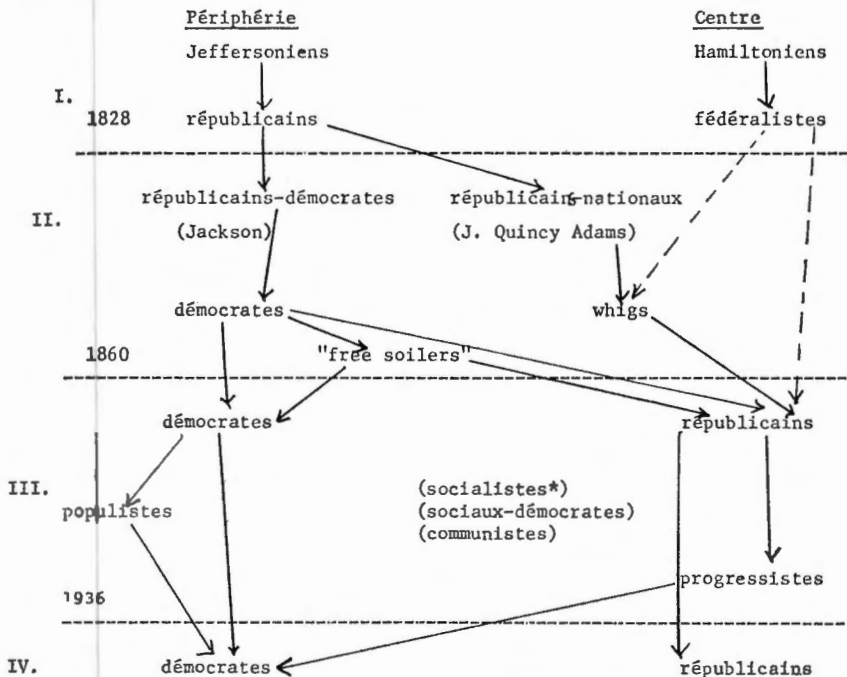 Périphérie Centre
Jeffersoniens Hamiltoniens
I.
1828 républicains fédéralistes
républicains-démocrates républicains-nationaux
II.
(Jackson) (J. Quincy Adams)
démocrates whigs
1860 "free soilers"
démocrates républicains
III. (socialistes*)
populistes (sociaux-démocrates)
(communistes)
progressistes
1936
IV. démocrates républicains